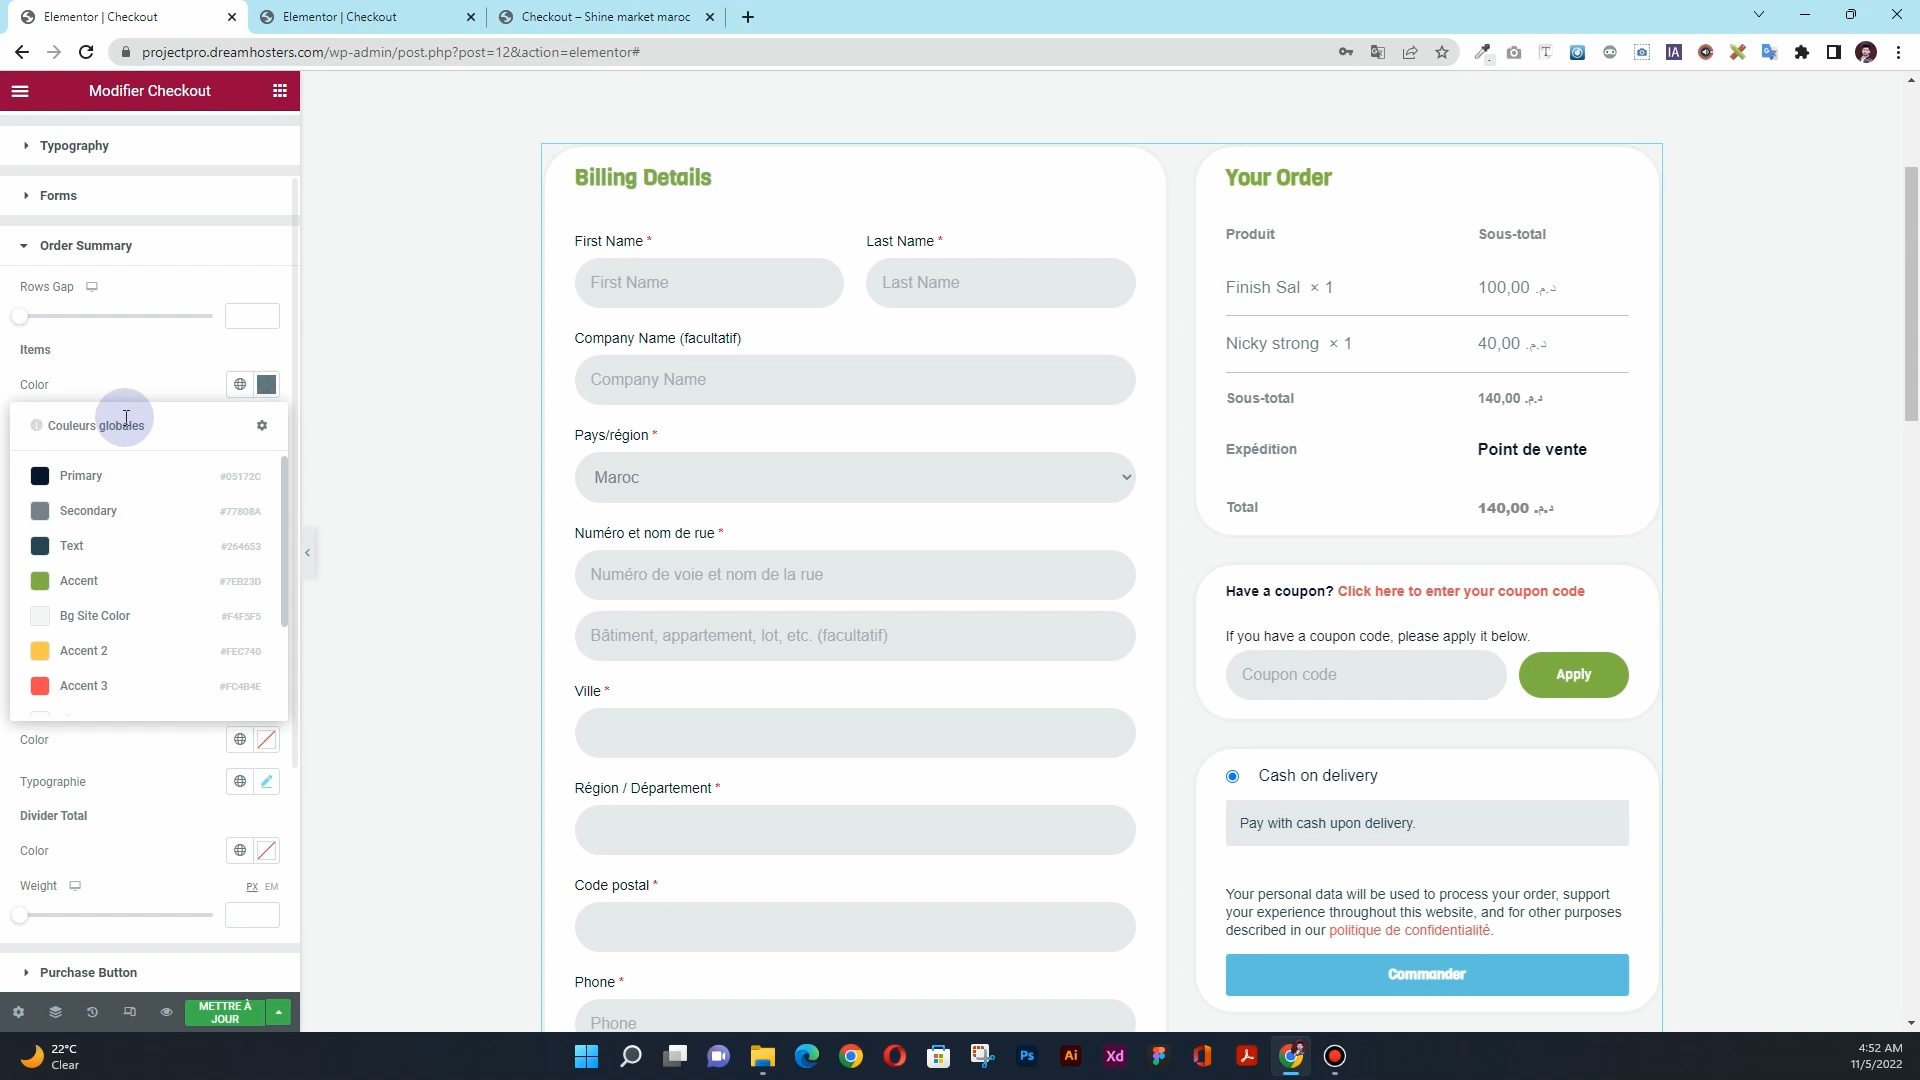 Elementor | Checkout
Elementor | Checkout
Checkout – Shine market maroc
projectpro.dreamhosters.com/wp-admin/post.php?post=12&action=elementor#
Modifier Checkout
Typography
Forms
Order Summary
Rows Gap
Items
Color
Couleurs globales
Primary #05172C
Secondary #77808A
Text #264653
Accent #7EB23D
Bg Site Color #F4F5F5
Accent 2 #FEC740
Accent 3 #FC4B4E
Color
Typographie
Divider Total
Color
Weight PX EM
Purchase Button
METTRE À JOUR
Billing Details
First Name *
Last Name *
First Name
Last Name
Company Name (facultatif)
Company Name
Pays/région *
Maroc
Numéro et nom de rue *
Numéro de voie et nom de la rue
Bâtiment, appartement, lot, etc. (facultatif)
Ville *
Région / Département *
Code postal *
Phone *
Phone
Your Order
Produit Sous-total
Finish Sal × 1 100,00 د.م.
Nicky strong × 1 40,00 د.م.
Sous-total 140,00 د.م.
Expédition Point de vente
Total 140,00 د.م.
Have a coupon? Click here to enter your coupon code
If you have a coupon code, please apply it below.
Coupon code
Apply
Cash on delivery
Pay with cash upon delivery.
Your personal data will be used to process your order, support
your experience throughout this website, and for other purposes
described in our politique de confidentialité.
Commander
22°C
Clear
4:52 AM
11/5/2022